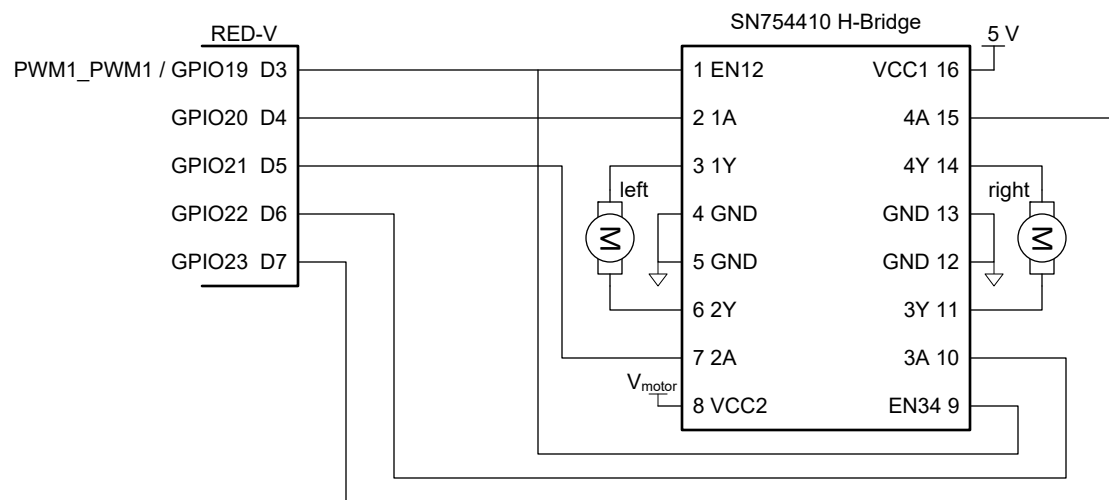 RED-V
PWM1_PWM1 / GPIO19 D3
GPIO20 D4
GPIO21 D5
GPIO22 D6
GPIO23 D7
SN754410 H-Bridge
1 EN12
2 1A
3 1Y
4 GND
5 GND
6 2Y
7 2A
8 VCC2
VCC1 16
4A 15
4Y 14
GND 13
GND 12
3Y 11
3A 10
EN34 9
left
M
Vmotor
5 V
right
M